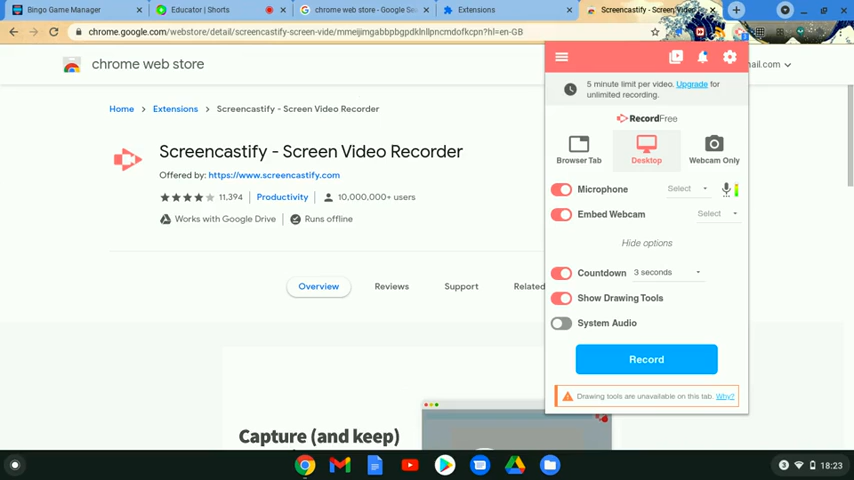 Bingo Game Manager
Educator | Shorts
chrome web store - Google Se
Extensions
Screencastify - Screen Video
chrome.google.com/webstore/detail/screencastify-screen-vide/mmeijimgabbpbgpdklnllpncmdofkcpn?hl=en-GB
chrome web store
mail.com
Home
Extensions
Screencastify - Screen Video Recorder
Screencastify - Screen Video Recorder
Offered by: https://www.screencastify.com
11,394
Productivity
10,000,000+ users
Works with Google Drive
Runs offline
Overview
Reviews
Support
Related
Capture (and keep)
5 minute limit per video. Upgrade for
unlimited recording.
RecordFree
Browser Tab
Desktop
Webcam Only
Microphone
Select
Embed Webcam
Select
Hide options
Countdown
3 seconds
Show Drawing Tools
System Audio
Record
Drawing tools are unavailable on this tab. Why?
3
18:23